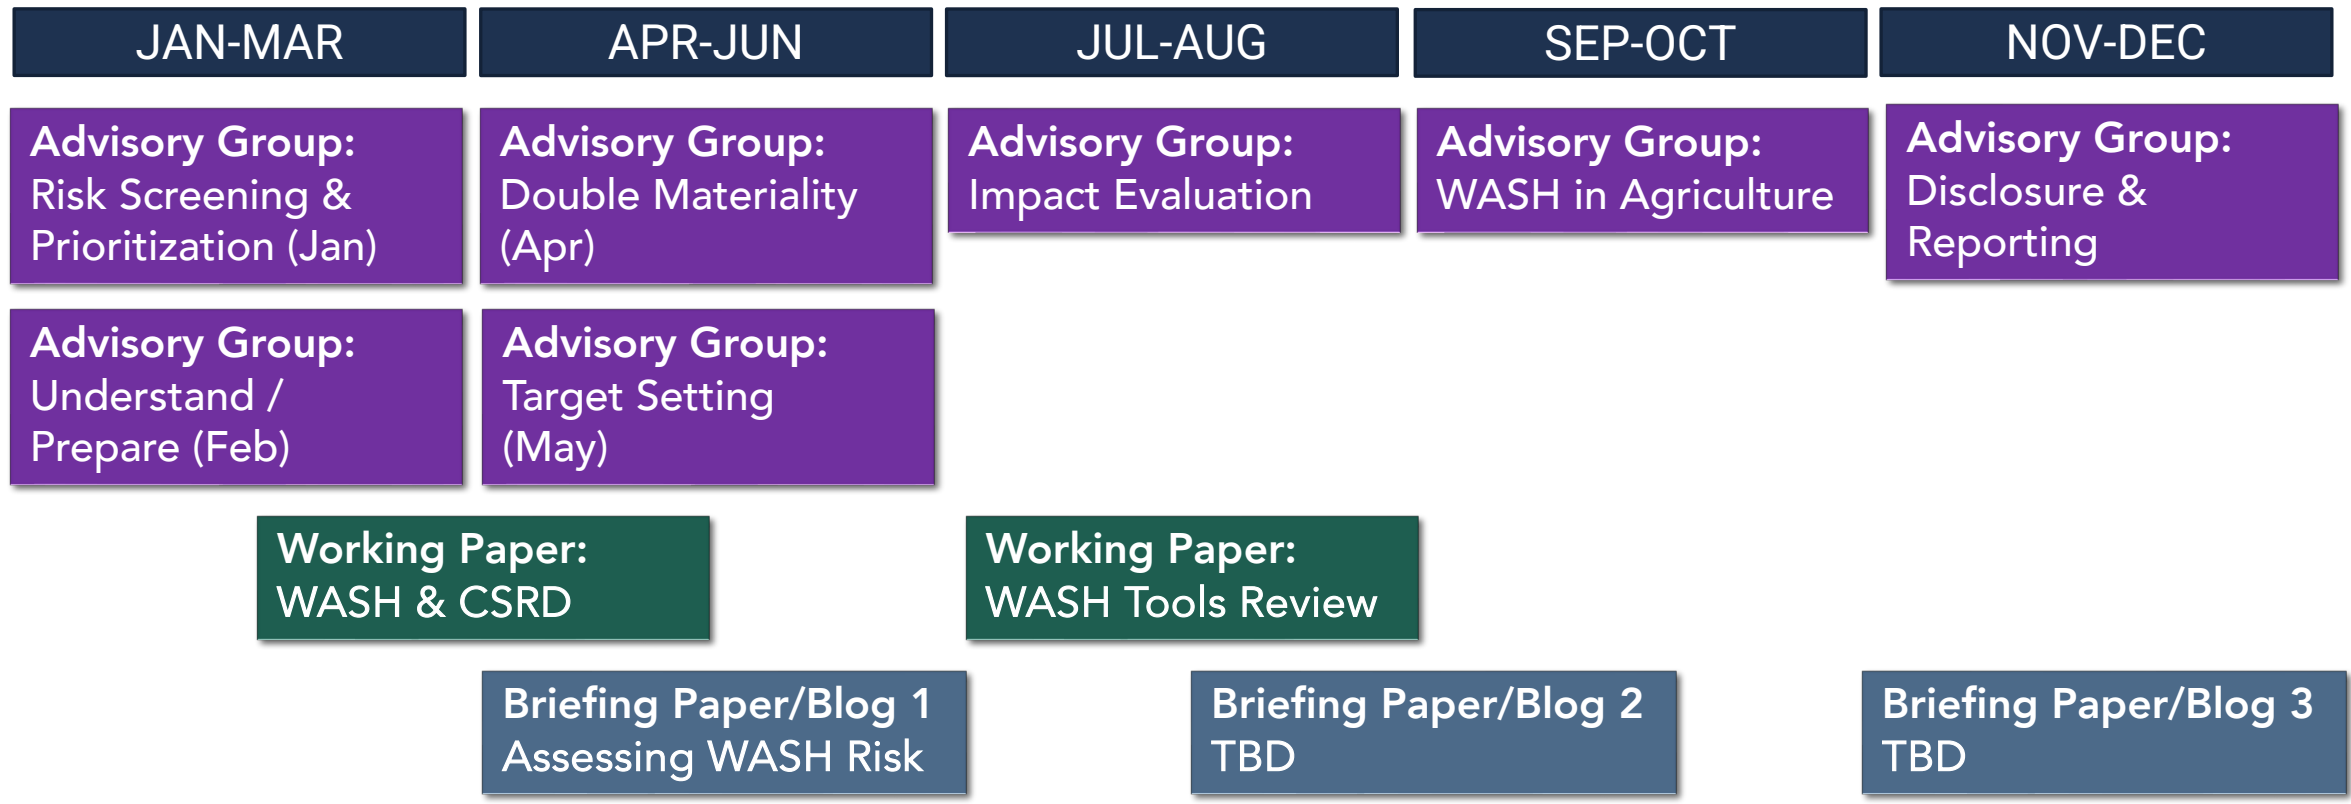 JAN-MAR
APR-JUN
JUL-AUG
SEP-OCT
NOV-DEC
Advisory Group:
Risk Screening &
Prioritization (Jan)
Advisory Group:
Double Materiality
(Apr)
Advisory Group:
Impact Evaluation
Advisory Group:
WASH in Agriculture
Advisory Group:
Disclosure &
Reporting
Advisory Group:
Understand /
Prepare (Feb)
Advisory Group:
Target Setting
(May)
Working Paper:
WASH & CSRD
Working Paper:
WASH Tools Review
Briefing Paper/Blog 1
Assessing WASH Risk
Briefing Paper/Blog 2
TBD
Briefing Paper/Blog 3
TBD